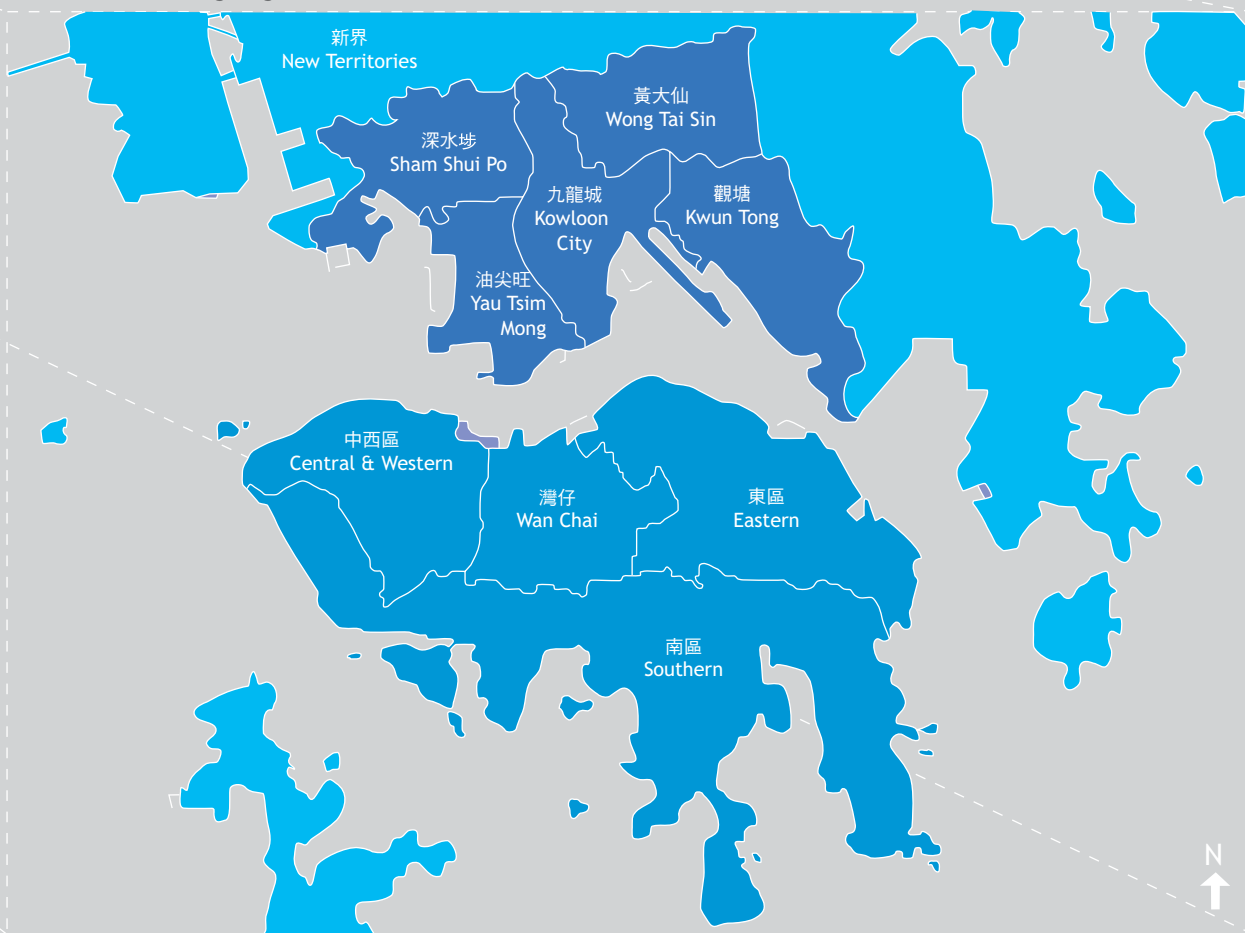 新界
New Territories
黃大仙
Wong Tai Sin
深水埗
Sham Shui Po
九龍城
Kowloon
City
觀塘
Kwun Tong
油尖旺
Yau Tsim
Mong
中西區
Central & Western
灣仔
Wan Chai
東區
Eastern
南區
Southern
N